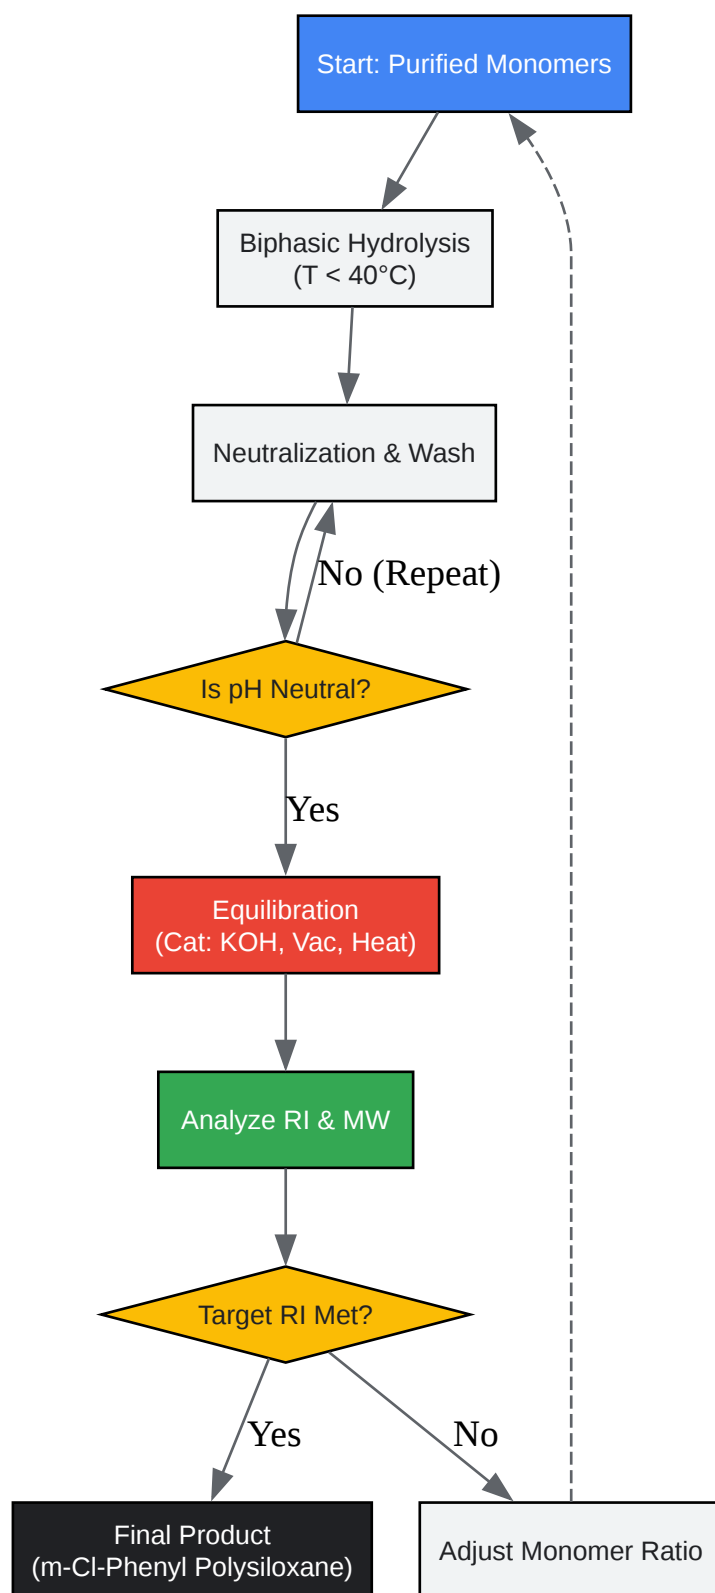 Start: Purified Monomers
Biphasic Hydrolysis
(T < 40°C)
Neutralization & Wash
No (Repeat)
Is pH Neutral?
Yes
Equilibration
(Cat: KOH, Vac, Heat)
Analyze RI & MW
Target RI Met?
Yes
No
Final Product
(m-Cl-Phenyl Polysiloxane)
Adjust Monomer Ratio